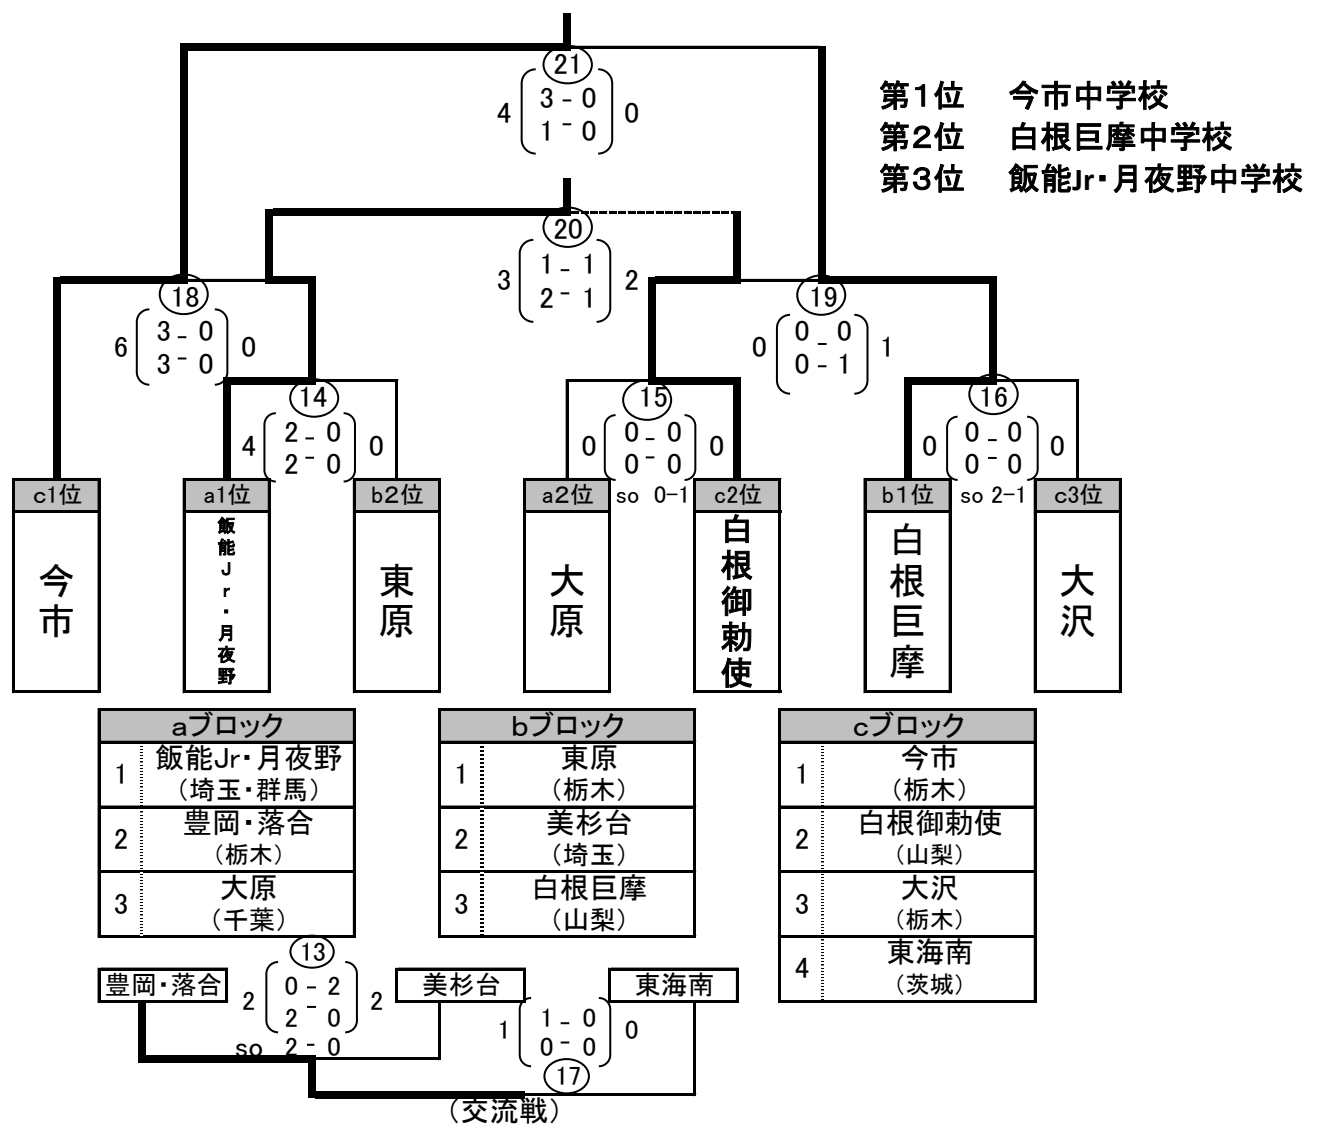 21
4 3-0 0
1-0
第1位 今市中学校
第2位 白根巨摩中学校
第3位 飯能Jr・月夜野中学校
20
3 1-1 2
2-1
18
6 3-0 0
3-0
19
0 0-0 1
0-1
14
4 2-0 0
2-0
15
0 0-0 0
0-0
so 0-1
16
0 0-0 0
0-0
so 2-1
c1位
a1位
b2位
a2位
c2位
b1位
c3位
今市
飯能Jr・月夜野
東原
大原
白根御勅使
白根巨摩
大沢
aブロック
1 飯能Jr・月夜野
(埼玉・群馬)
2 豊岡・落合
(栃木)
3 大原
(千葉)
bブロック
1 東原
(栃木)
2 美杉台
(埼玉)
3 白根巨摩
(山梨)
cブロック
1 今市
(栃木)
2 白根御勅使
(山梨)
3 大沢
(栃木)
4 東海南
(茨城)
13
豊岡・落合
2 0-2 2
2-0
so 2-0
美杉台
東海南
1 1-0 0
0-0
17
(交流戦)